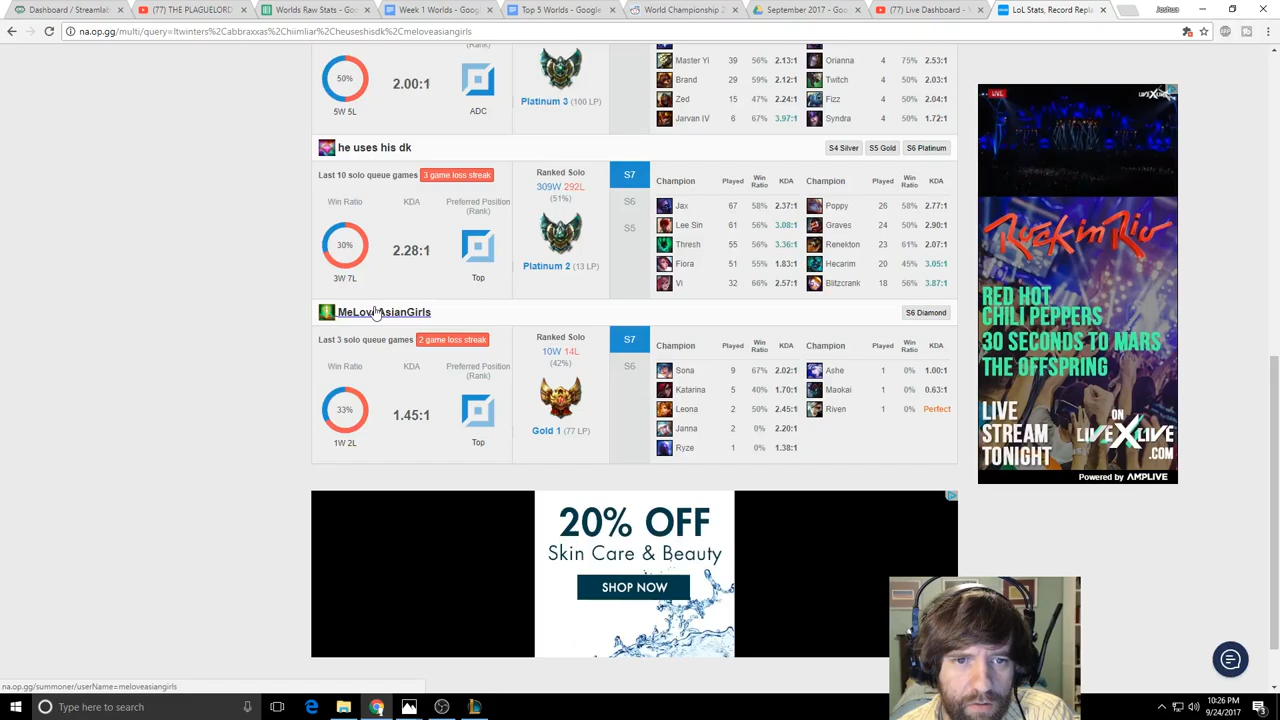 Dashboard / Streamlab
(77) THE PLAGUELORD
Worlds Raw Stats - Goo
Week 1 Worlds - Google
Top 5 Worlds - Google
World Championship 2
September 2017 - Goo
(77) Live Dashboard - Y
LoL Stats, Record Repla
Joshua
na.op.gg/multi/query=ltwinters%2Cabbraxxas%2Chiimliar%2Cheuseshisdk%2Cmeloveasiangirls
(Rank)
50%
2.00:1
5W 5L
ADC
Platinum 3 (100 LP)
Master Yi 39 56% 2.13:1 Orianna 4 75% 2.53:1
Brand 29 59% 2.12:1 Twitch 4 50% 2.03:1
Zed 15 47% 2.24:1 Fizz 4 50% 2.04:1
Jarvan IV 6 67% 3.97:1 Syndra 4 50% 1.72:1
he uses his dk
S4 Silver S5 Gold S6 Platinum
Last 10 solo queue games 3 game loss streak
Win Ratio KDA Preferred Position (Rank)
30%
2.28:1
3W 7L
Top
Ranked Solo
309W 292L
(51%)
Platinum 2 (13 LP)
S7
S6
S5
Champion Played Win Ratio KDA Champion Played Win Ratio KDA
Jax 67 58% 2.37:1 Poppy 26 58% 2.77:1
Lee Sin 61 56% 3.08:1 Graves 24 50% 2.90:1
Thresh 55 56% 3.36:1 Renekton 23 61% 2.07:1
Fiora 51 55% 1.83:1 Hecarim 20 45% 3.05:1
Vi 32 66% 2.57:1 Blitzcrank 18 56% 3.87:1
MeLoveAsianGirls
S6 Diamond
Last 3 solo queue games 2 game loss streak
Win Ratio KDA Preferred Position (Rank)
33%
1.45:1
1W 2L
Top
Ranked Solo
10W 14L
(42%)
Gold 1 (77 LP)
S7
S6
Champion Played Win Ratio KDA Champion Played Win Ratio KDA
Sona 9 67% 2.02:1 Ashe 1 0% 1.00:1
Katarina 5 40% 1.70:1 Maokai 1 0% 0.63:1
Leona 2 50% 2.45:1 Riven 1 0% Perfect
Janna 2 0% 2.20:1
Ryze 1 0% 1.38:1
LIVE
LIVEXLIVE
Rock in Rio
RED HOT
CHILI PEPPERS
30 SECONDS TO MARS
THE OFFSPRING
LIVE
STREAM
TONIGHT
ON
LIVEXLIVE
.COM
Powered by AMPLIVE
20% OFF
Skin Care & Beauty
SHOP NOW
na.op.gg/summoner/userName=meloveasiangirls
Type here to search
10:26 PM
9/24/2017
3